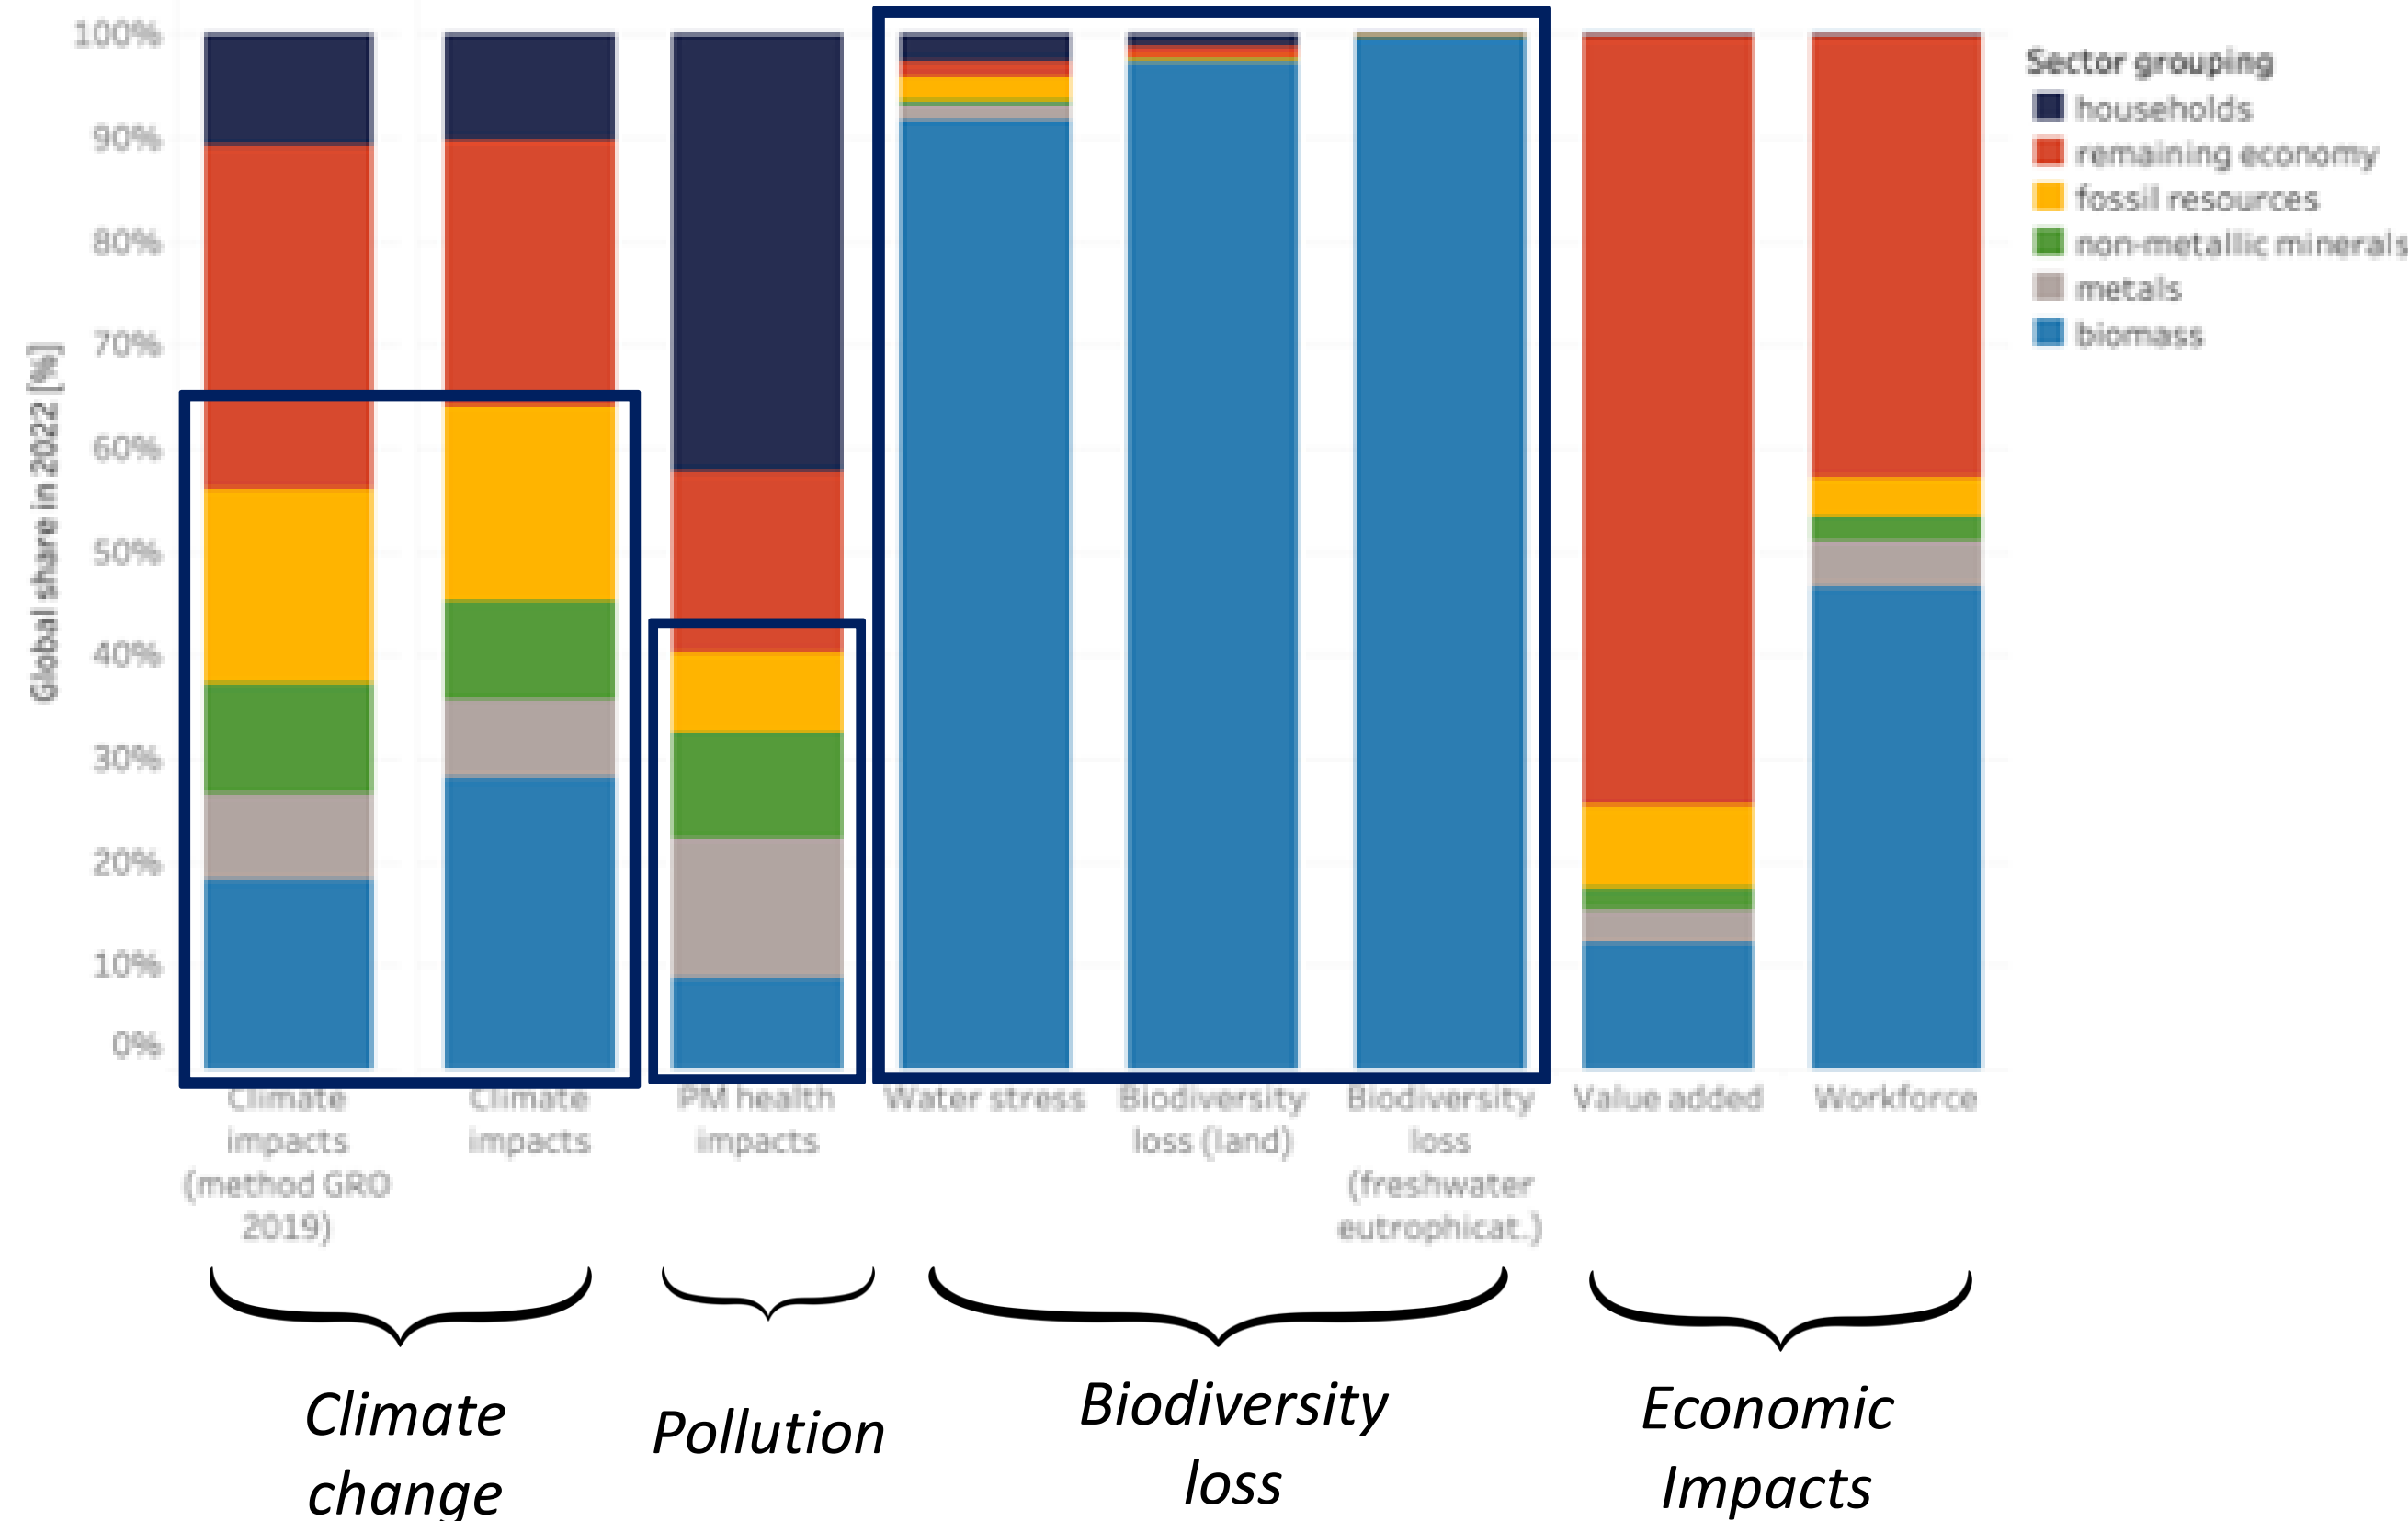 100%
90%
80%
70%
60%
50%
40%
30%
20%
10%
0%
Global share in 2022 [%]
Sector grouping
households
remaining economy
fossil resources
non-metallic minerals
metals
biomass
Climate
impacts
(method GRO
2019)
Climate
impacts
PM health
impacts
Water stress
Biodiversity
loss (land)
Biodiversity
loss
(freshwater
eutrophicat.)
Value added
Workforce
Climate
change
Pollution
Biodiversity
loss
Economic
Impacts